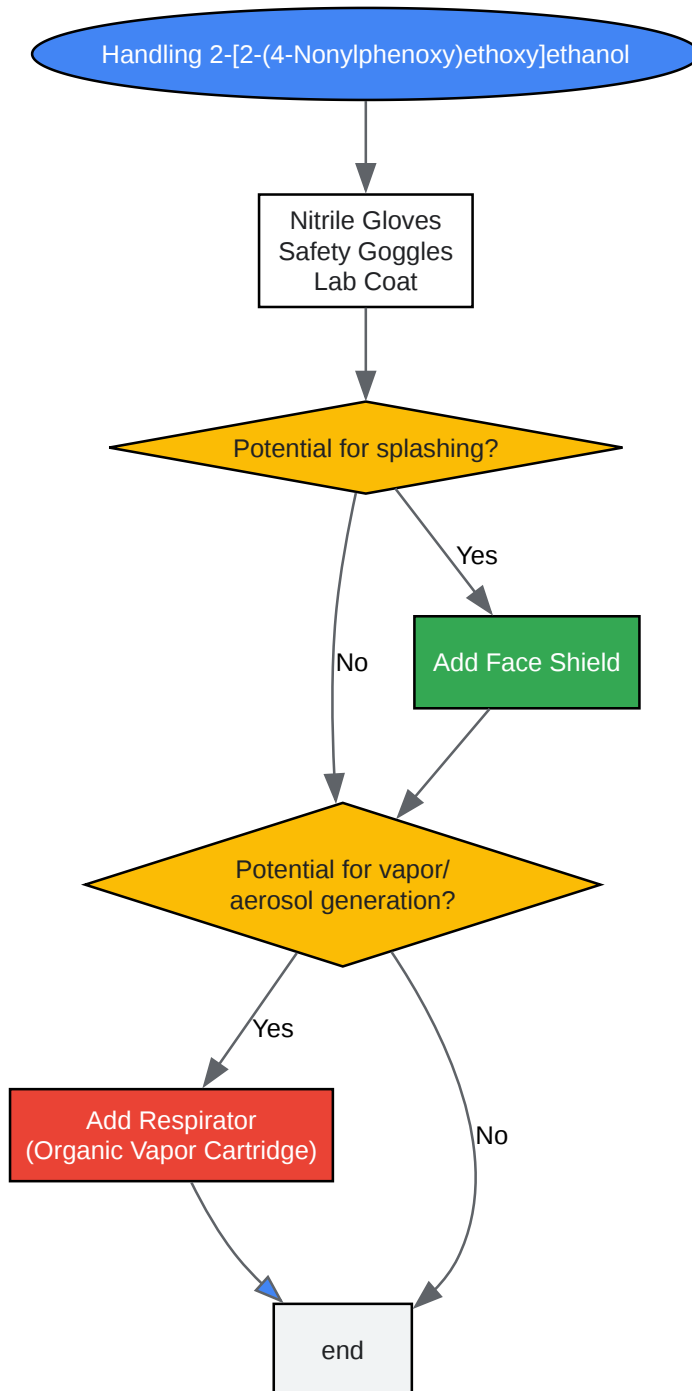 Handling 2-[2-(4-Nonylphenoxy)ethoxy]ethanol
Nitrile Gloves
Safety Goggles
Lab Coat
Potential for splashing?
Yes
No
Add Face Shield
Potential for vapor/
aerosol generation?
Yes
No
Add Respirator
(Organic Vapor Cartridge)
end